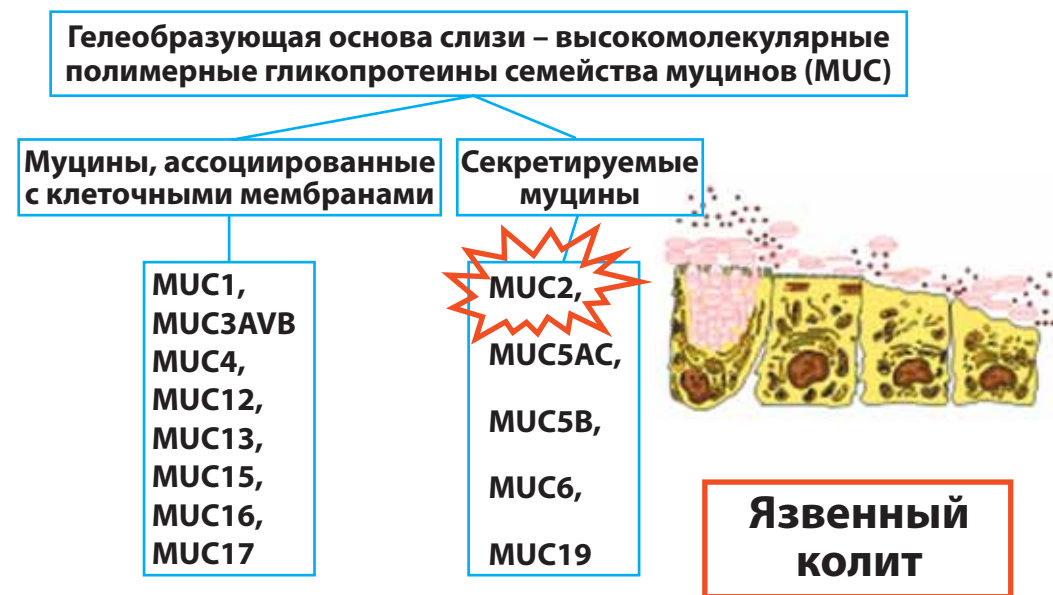 Гелеобразующая основа слизи – высокомолекулярные
полимерные гликопротеины семейства муцинов (MUC)
Муцины, ассоциированные
с клеточными мембранами
Секретируемые
муцины
MUC1,
MUC3AVB
MUC4,
MUC12,
MUC13,
MUC15,
MUC16,
MUC17
MUC2,
MUC5AC,
MUC5B,
MUC6,
MUC19
Язвенный
колит